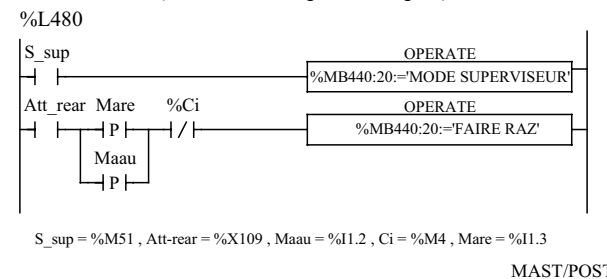 %L480
S_sup
OPERATE
%MB440:20:='MODE SUPERVISEUR'
Att_rear Mare %Ci
OPERATE
P
%MB440:20:='FAIRE RAZ'
Maau
P
S_sup = %M51 , Att-rear = %X109 , Maau = %I1.2 , Ci = %M4 , Mare = %I1.3
MAST/POST